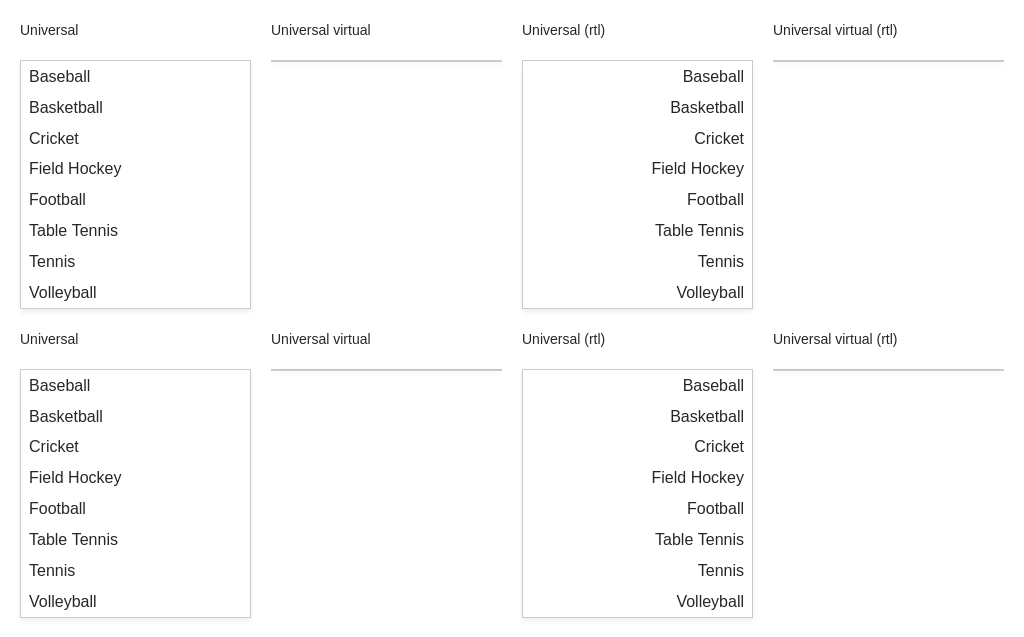 Universal
Universal virtual
Universal (rtl)
Universal virtual (rtl)
Baseball
Basketball
Cricket
Field Hockey
Football
Table Tennis
Tennis
Volleyball
Baseball
Basketball
Cricket
Field Hockey
Football
Table Tennis
Tennis
Volleyball
Universal
Universal virtual
Universal (rtl)
Universal virtual (rtl)
Baseball
Basketball
Cricket
Field Hockey
Football
Table Tennis
Tennis
Volleyball
Baseball
Basketball
Cricket
Field Hockey
Football
Table Tennis
Tennis
Volleyball